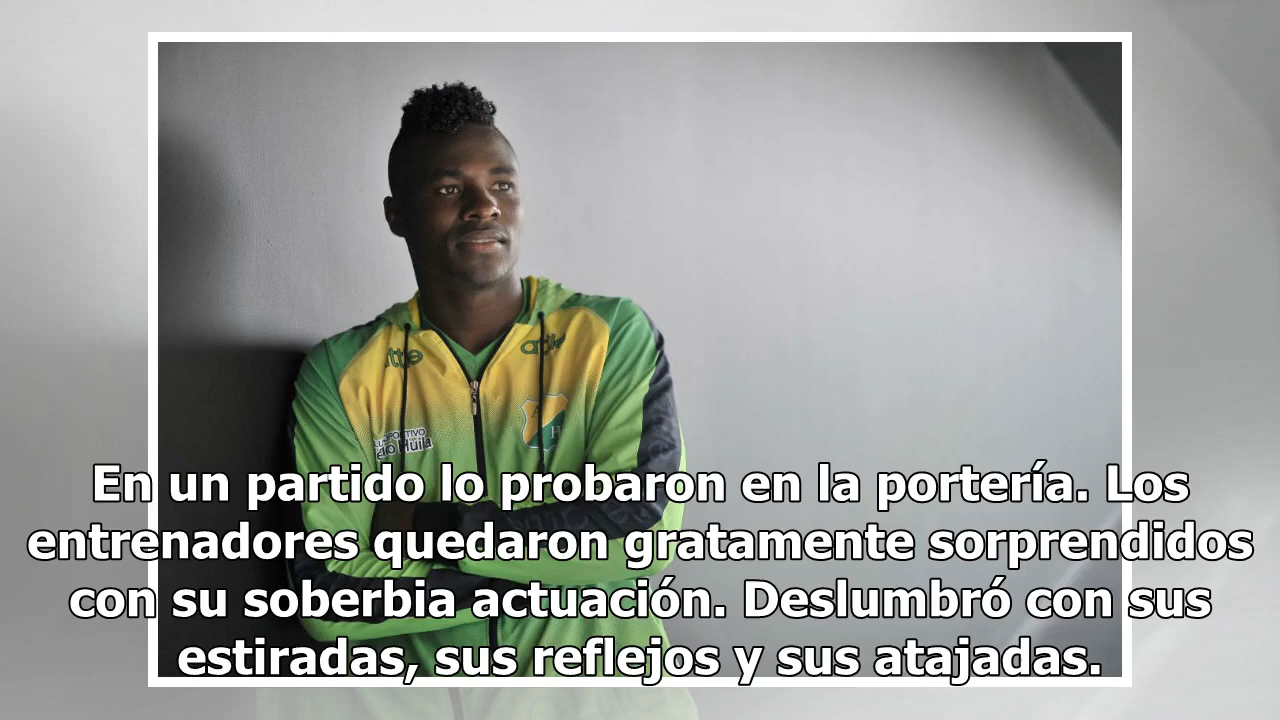 En un partido lo probaron en la portería. Los
entrenadores quedaron gratamente sorprendidos
con su soberbia actuación. Deslumbró con sus
estiradas, sus reflejos y sus atajadas.